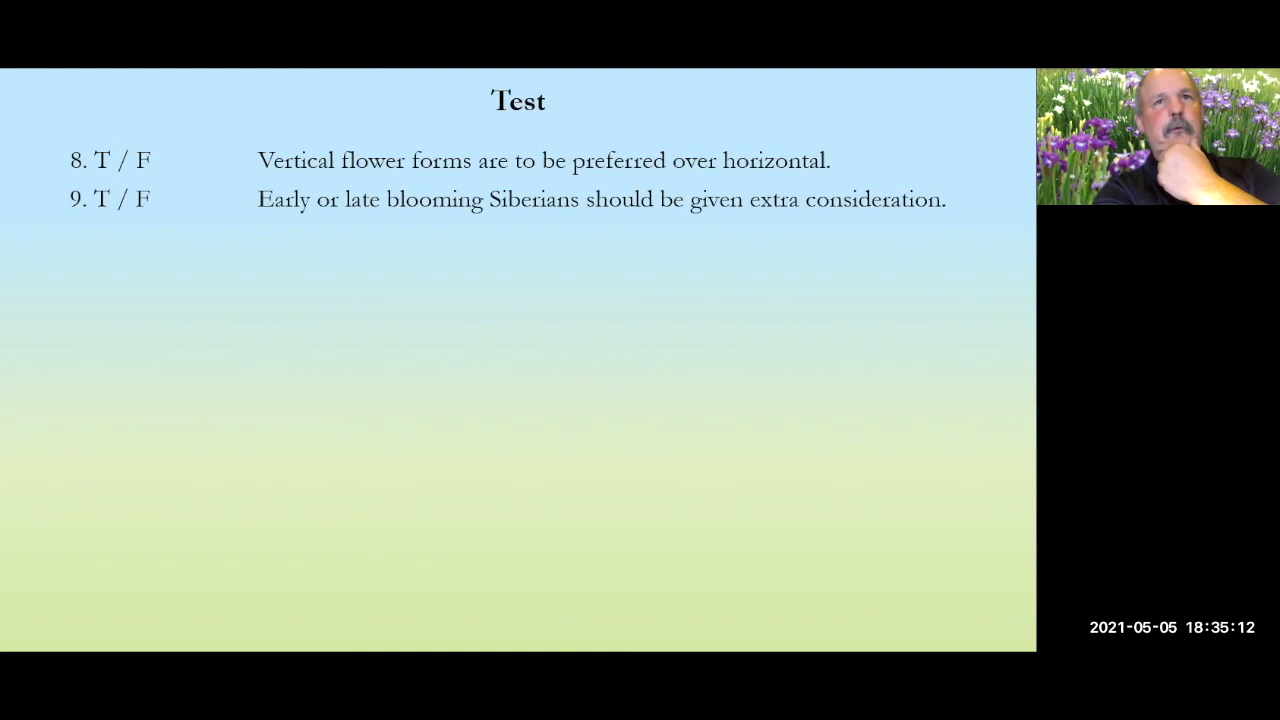 Test
8. T / F Vertical flower forms are to be preferred over horizontal.
9. T / F Early or late blooming Siberians should be given extra consideration.
2021-05-05 18:35:12